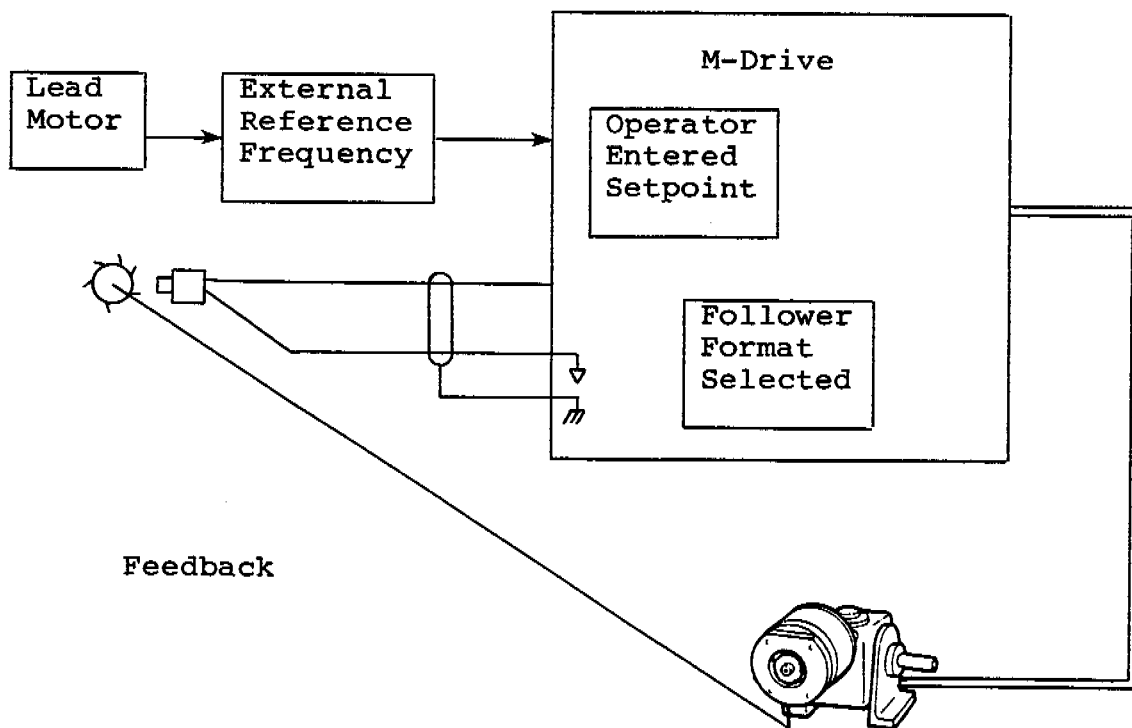 M-Drive
Lead
Motor
External
Reference
Frequency
Operator
Entered
Setpoint
Follower
Format
Selected
Feedback